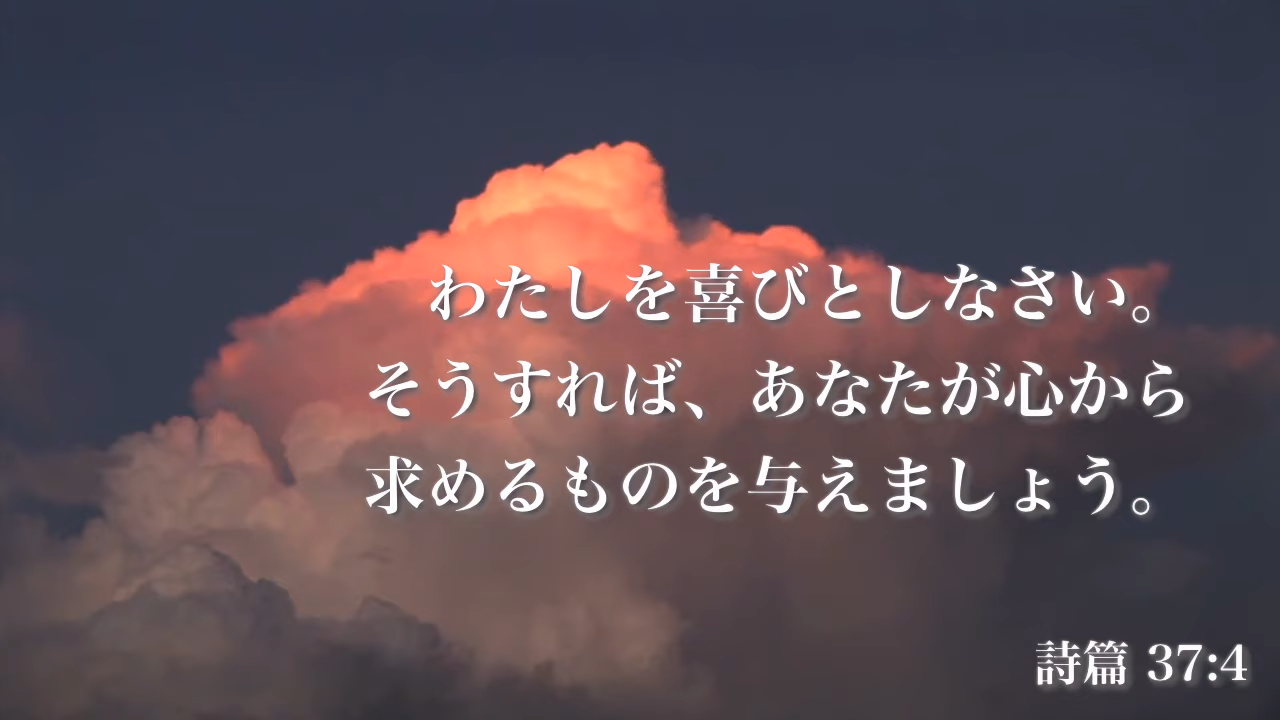 わたしを喜びとしなさい。
そうすれば、あなたが心から
求めるものを与えましょう。
詩篇 37:4